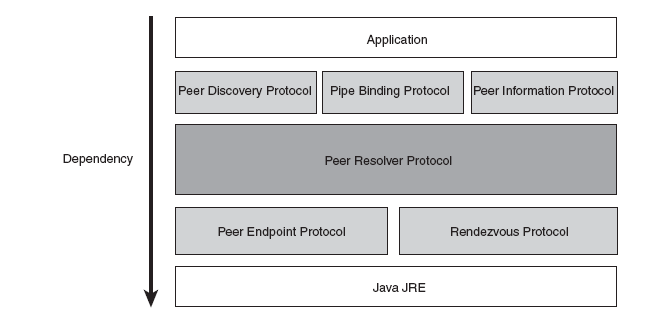 Application
Peer Discovery Protocol
Pipe Binding Protocol
Peer Information Protocol
Dependency
Peer Resolver Protocol
Peer Endpoint Protocol
Rendezvous Protocol
Java JRE